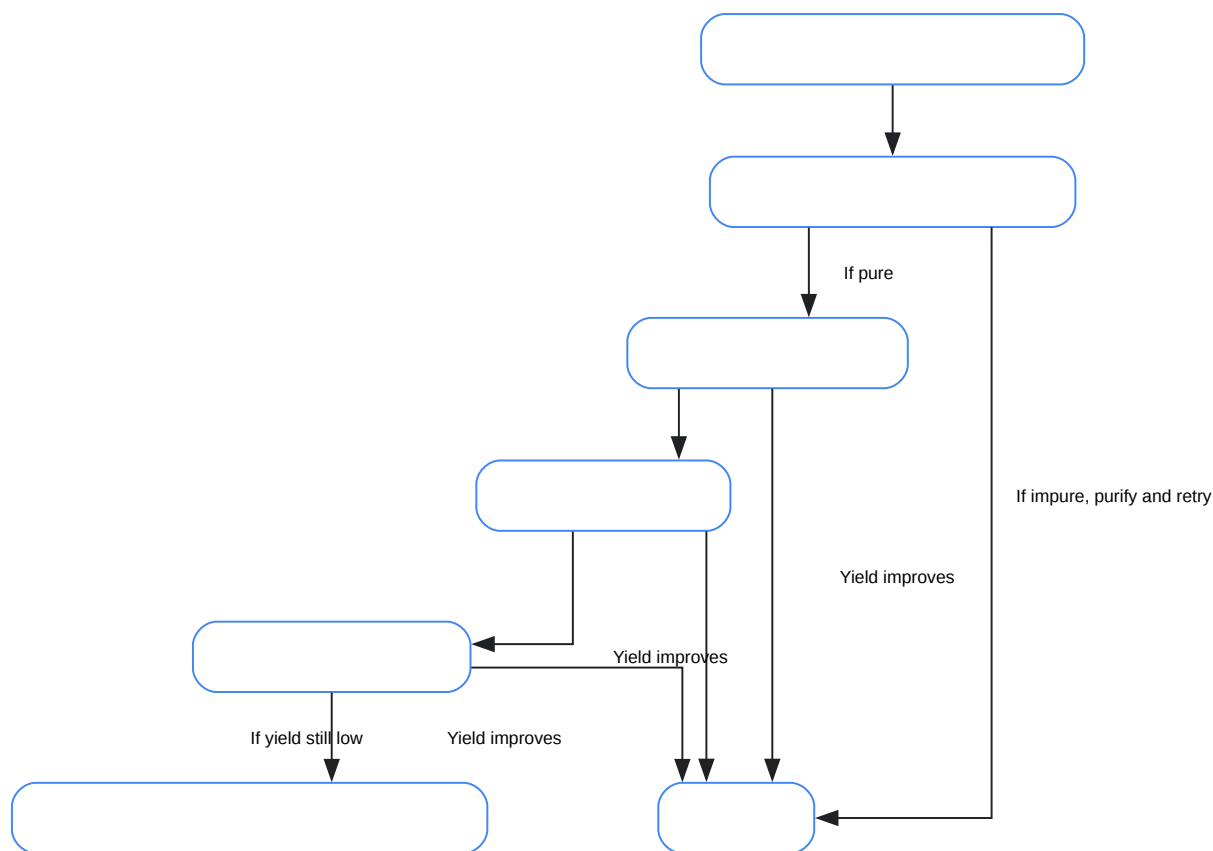 If pure
If impure, purify and retry
Yield improves
Yield improves
If yield still low
Yield improves